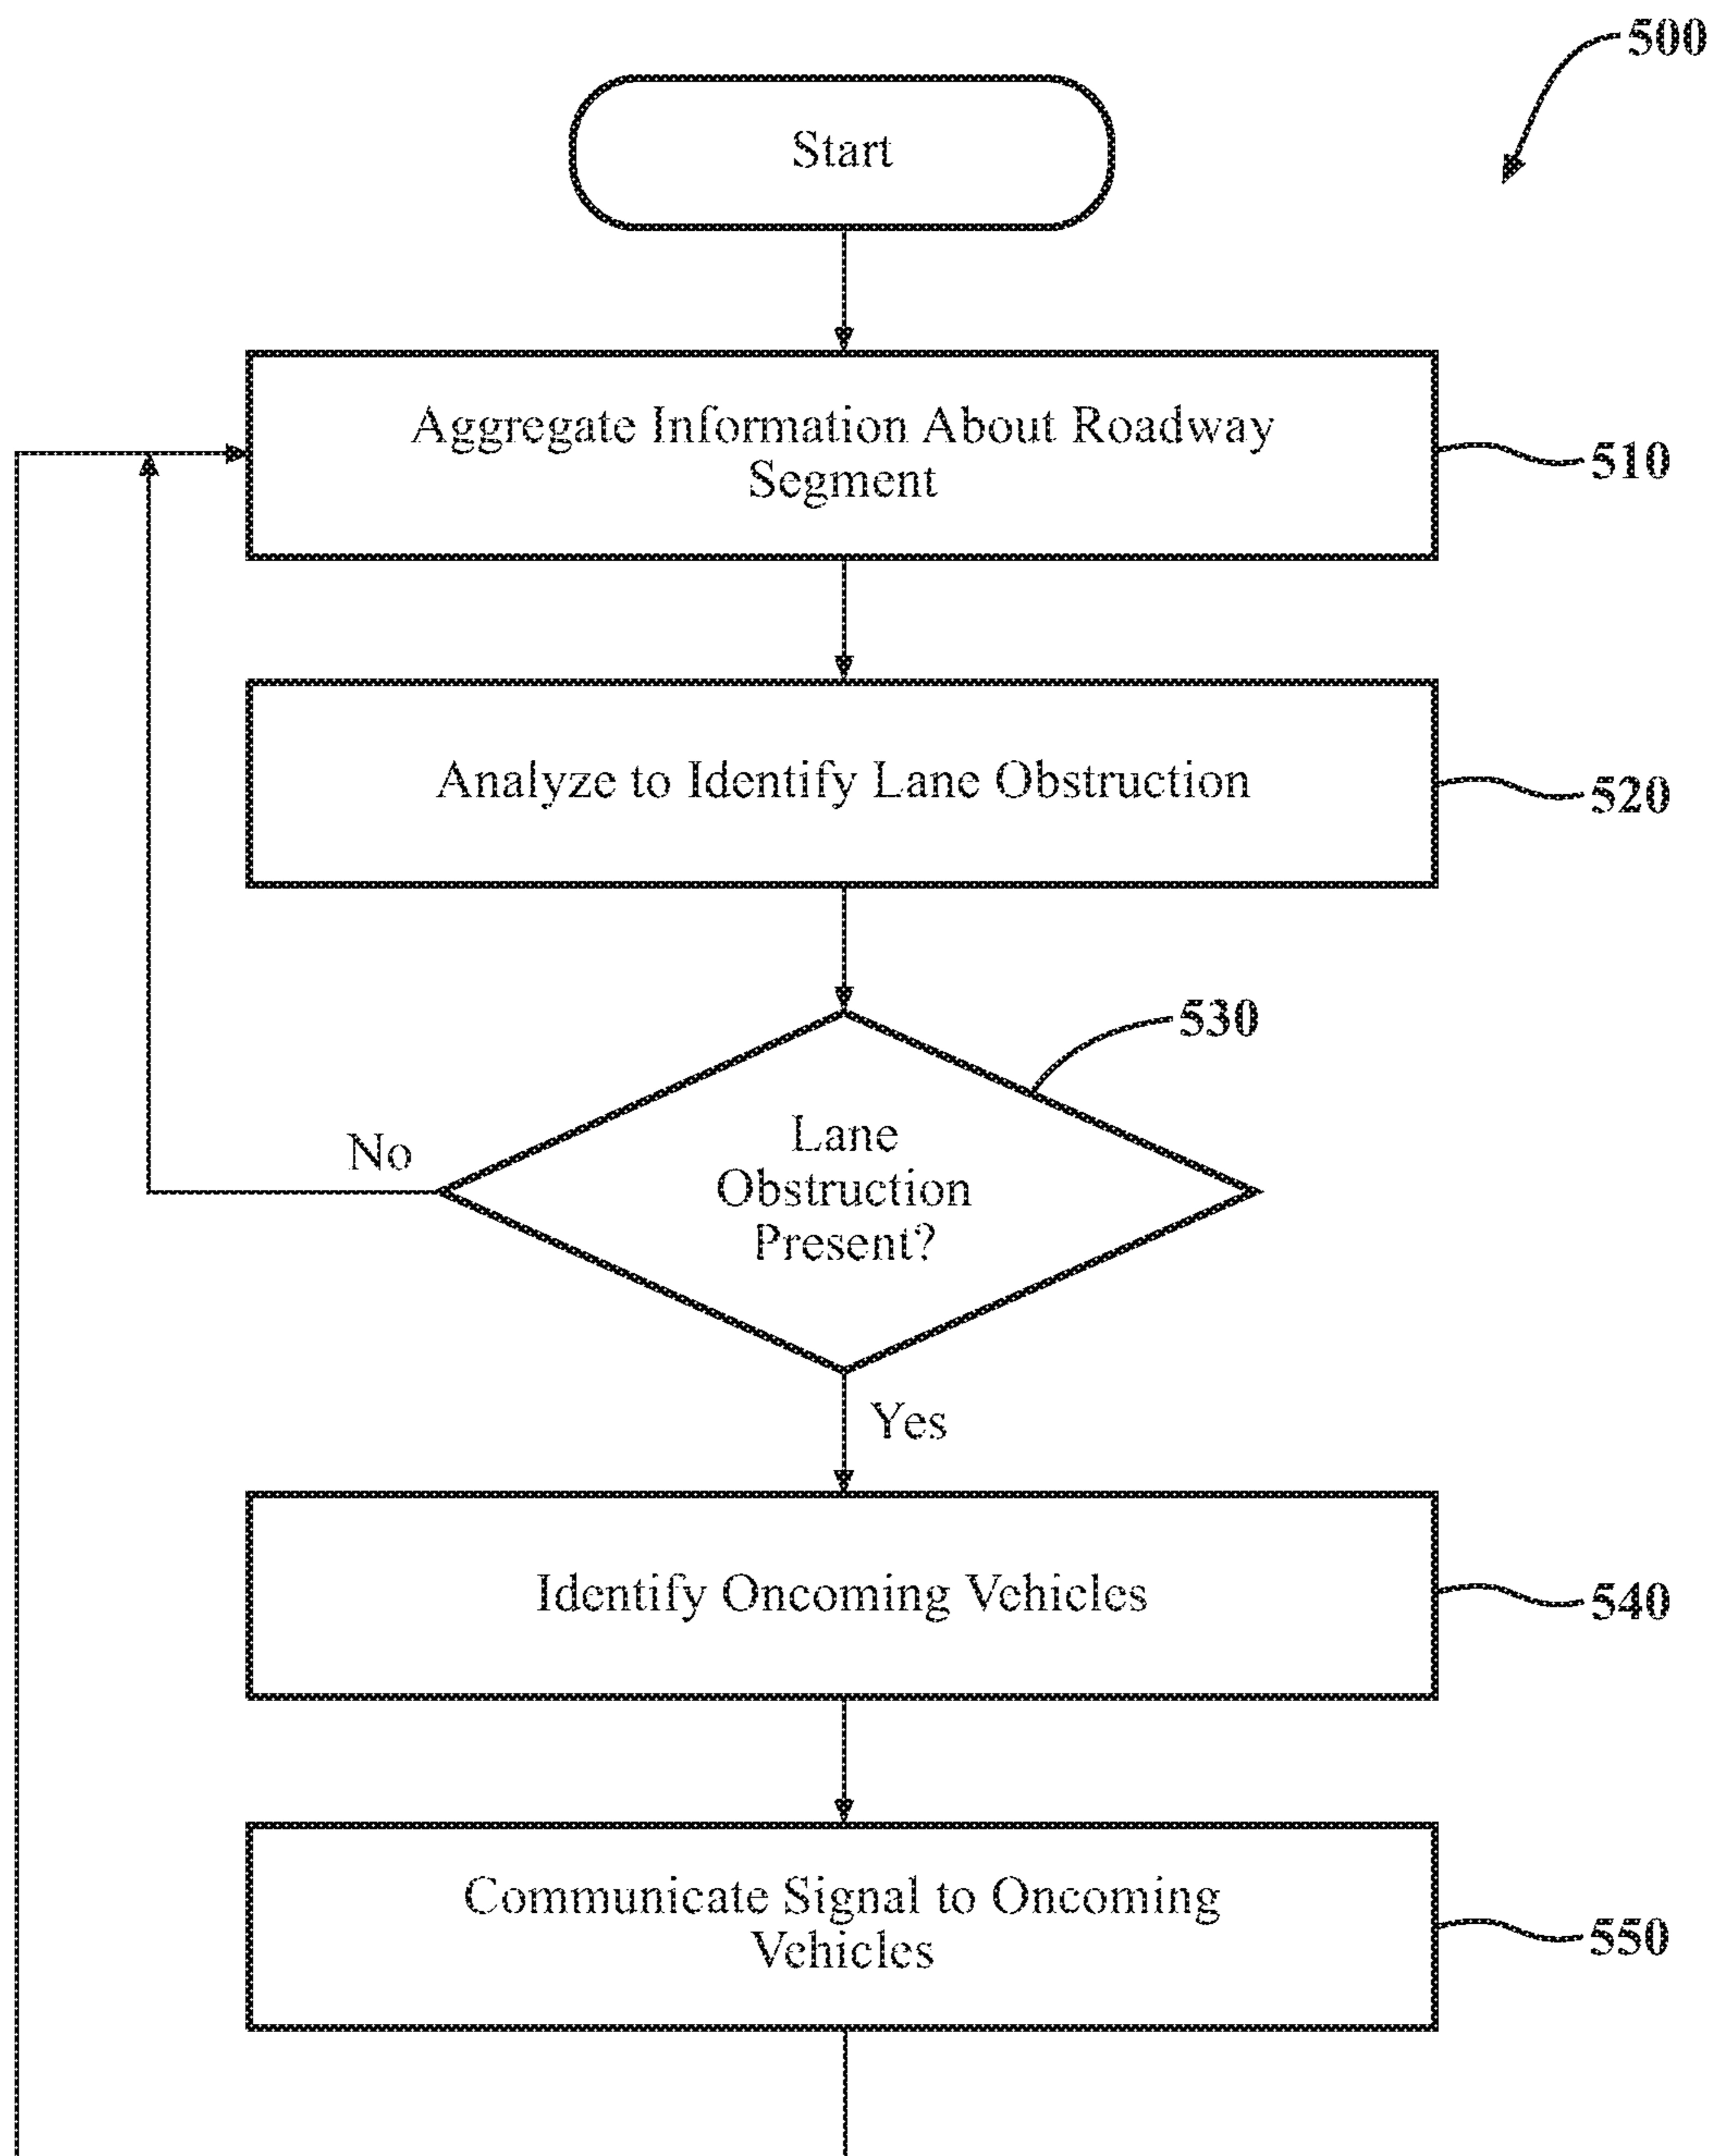 500
Start
Aggregate Information About Roadway
Segment
510
Analyze to Identify Lane Obstruction
520
530
Lane
Obstruction
Present?
No
Yes
Identify Oncoming Vehicles
540
Communicate Signal to Oncoming
Vehicles
550